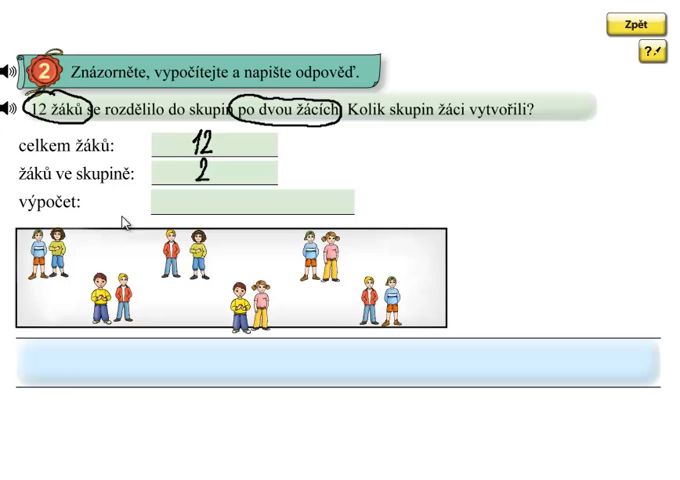 Zpět
?
2 Znázorněte, vypočítejte a napište odpověď.
12 žáků se rozdělilo do skupin po dvou žácích. Kolik skupin žáci vytvořili?
celkem žáků: 12
žáků ve skupině: 2
výpočet: